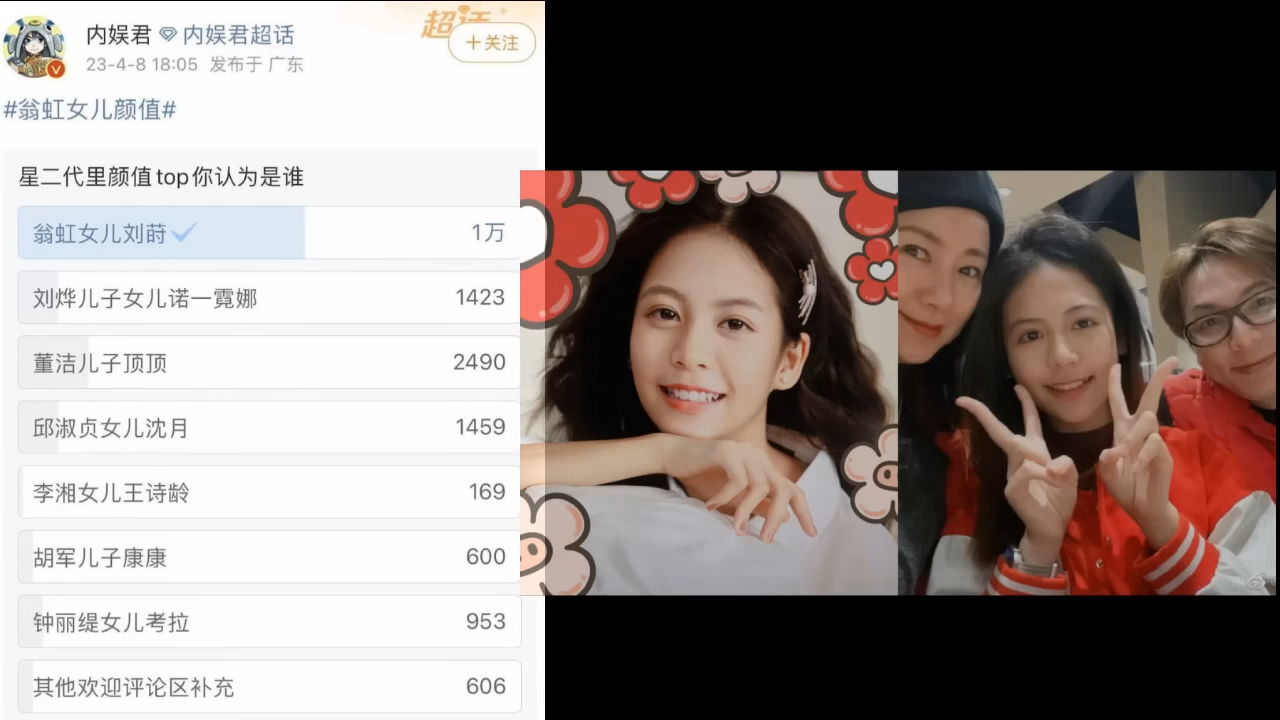 内娱君 内娱君超话
超话
+关注
23-4-8 18:05 发布于 广东
#翁虹女儿颜值#
星二代里颜值top你认为是谁
翁虹女儿刘莳 1万
刘烨儿子女儿诺一霓娜 1423
董洁儿子顶顶 2490
邱淑贞女儿沈月 1459
李湘女儿王诗龄 169
胡军儿子康康 600
钟丽缇女儿考拉 953
其他欢迎评论区补充 606